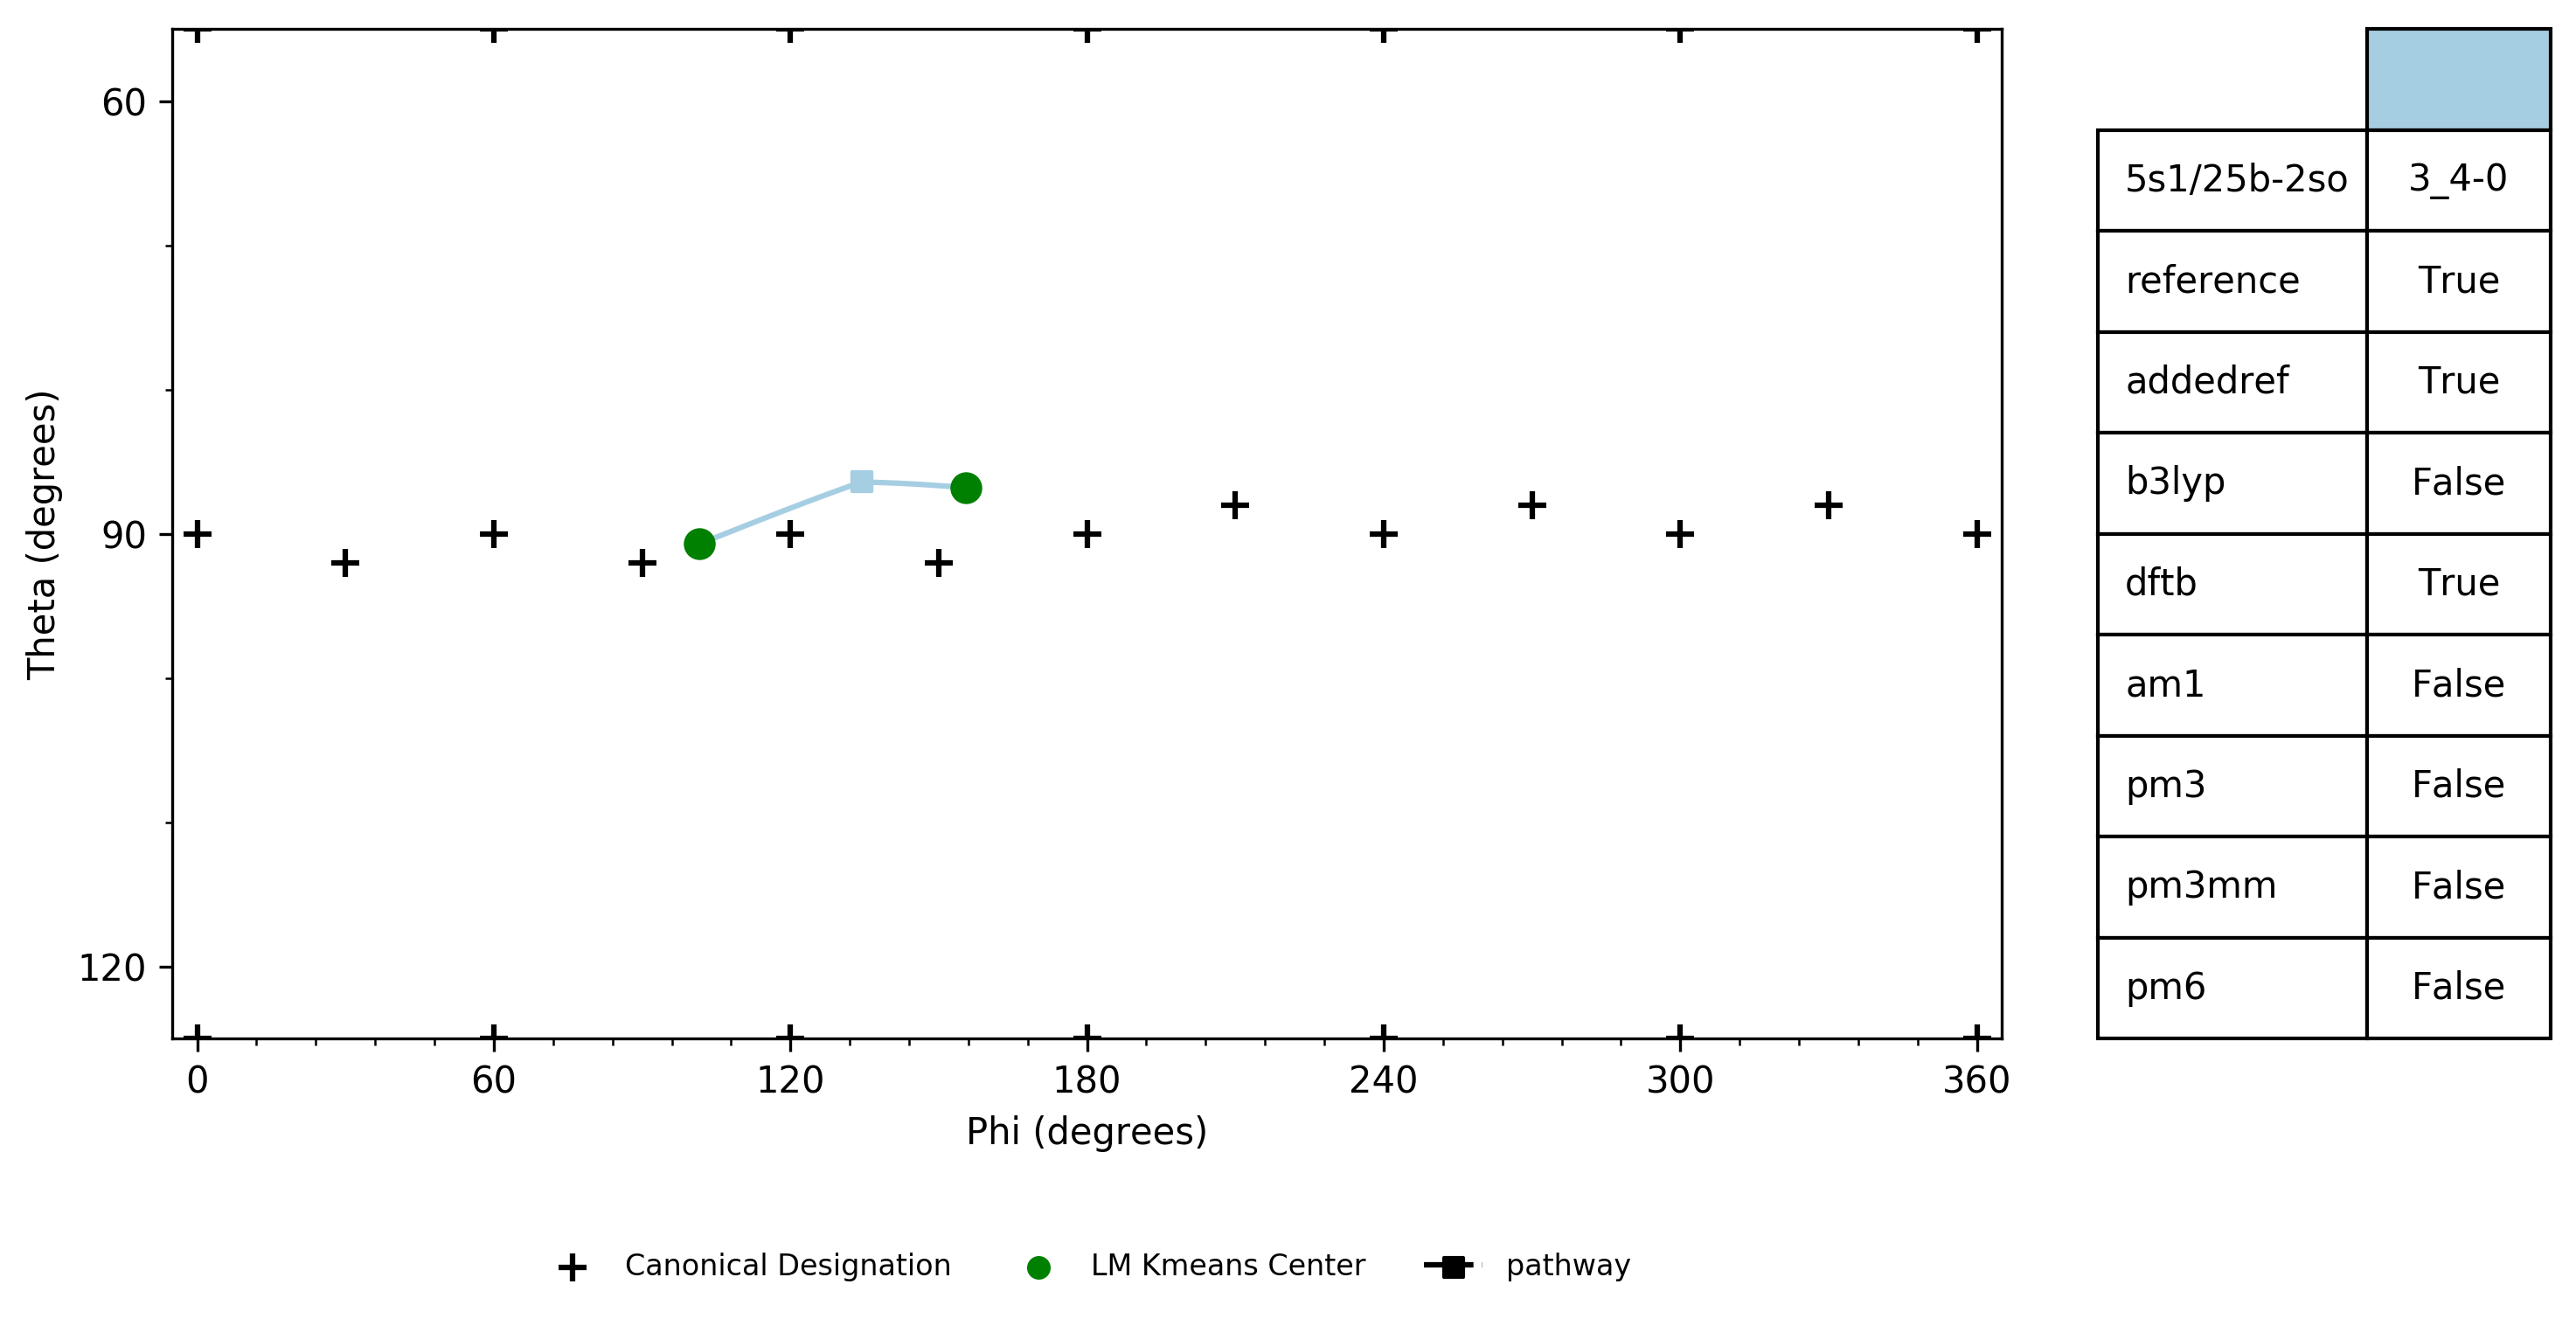 60
90
120
Theta (degrees)
0 60 120 180 240 300 360
Phi (degrees)
Canonical Designation LM Kmeans Center pathway
5s1/25b-2so 3_4-0
reference True
addedref True
b3lyp False
dftb True
am1 False
pm3 False
pm3mm False
pm6 False